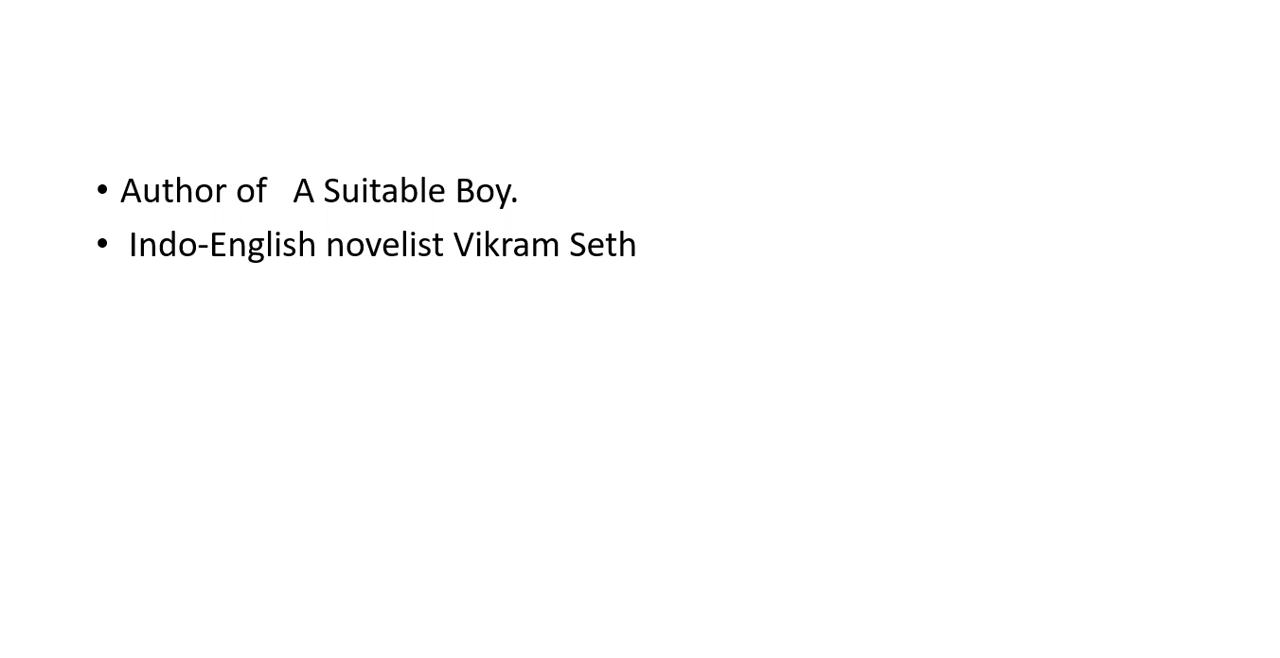 • Author of   A Suitable Boy.
•  Indo-English novelist Vikram Seth